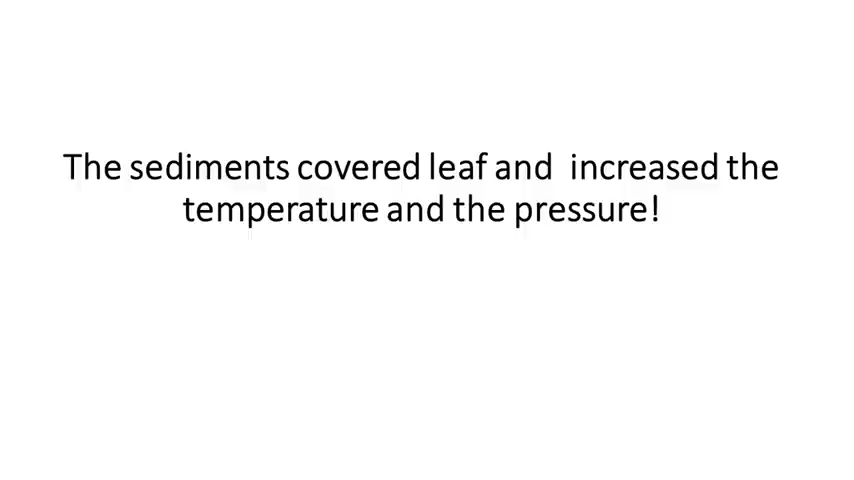 The sediments covered leaf and  increased the
temperature and the pressure!